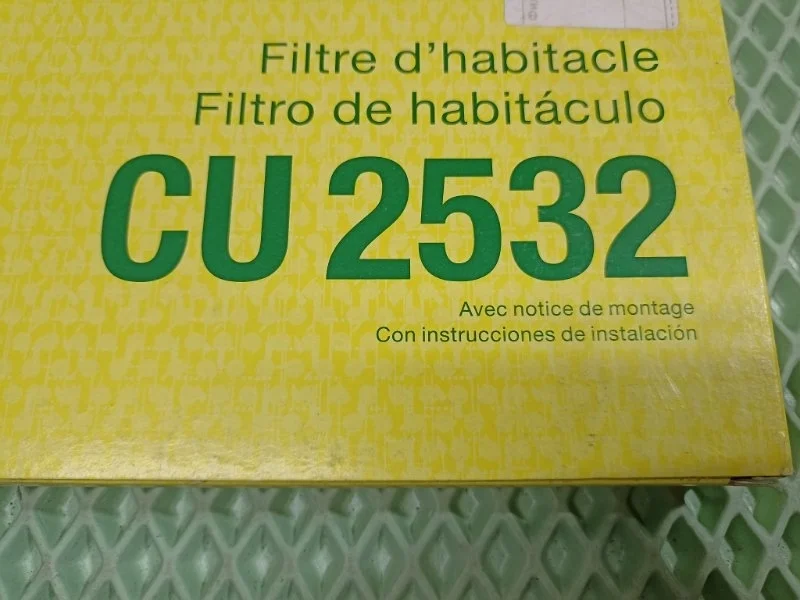 Filtre d'habitacle
Filtro de habitáculo
CU 2532
Avec notice de montage
Con instrucciones de instalación